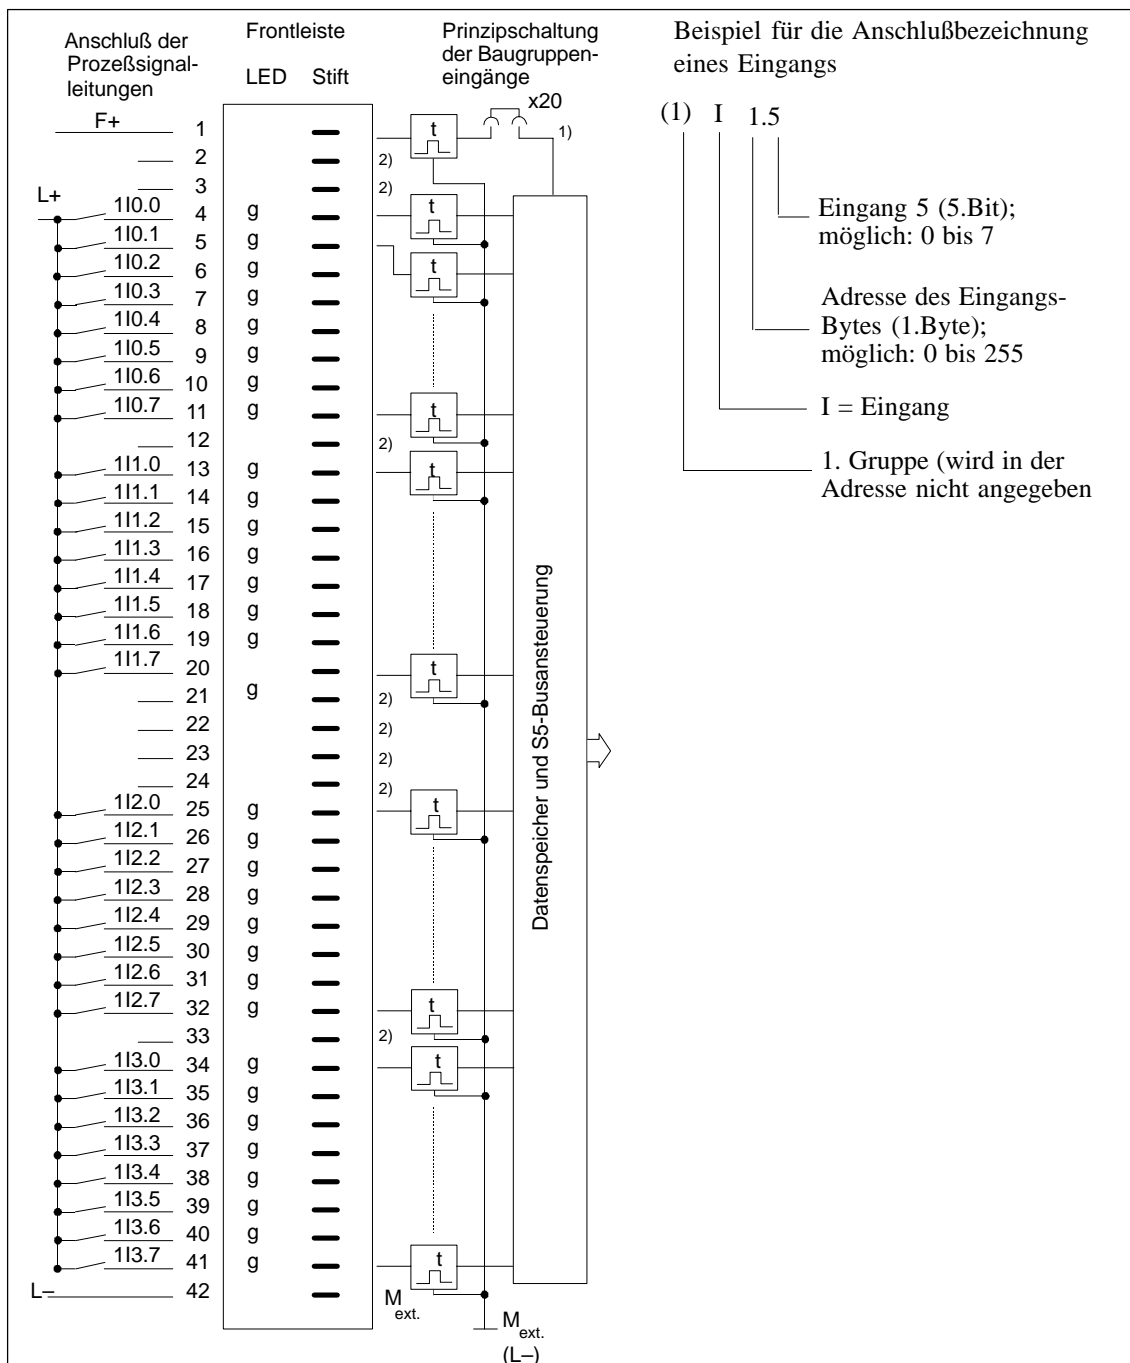 Anschluß der
Prozeßsignal-
leitungen
Frontleiste
LED Stift
Prinzipschaltung
der Baugruppen-
eingänge
x20
1)
F+ 1 t
2 2)
3 2)
L+
1I0.0 4 g t
1I0.1 5 g
1I0.2 6 g t
1I0.3 7 g
1I0.4 8 g
1I0.5 9 g
1I0.6 10 g
1I0.7 11 g t
12 2)
1I1.0 13 g t
1I1.1 14 g
1I1.2 15 g
1I1.3 16 g
1I1.4 17 g
1I1.5 18 g
1I1.6 19 g
1I1.7 20 t
21 g 2)
22 2)
23 2)
24 2)
1I2.0 25 g t
1I2.1 26 g
1I2.2 27 g
1I2.3 28 g
1I2.4 29 g
1I2.5 30 g
1I2.6 31 g
1I2.7 32 g t
33 2)
1I3.0 34 g t
1I3.1 35 g
1I3.2 36 g
1I3.3 37 g
1I3.4 38 g
1I3.5 39 g
1I3.6 40 g
1I3.7 41 g t
L– 42
M ext.
M ext.
(L–)
Datenspeicher und S5-Busansteuerung
Beispiel für die Anschlußbezeichnung
eines Eingangs
(1) I 1.5
Eingang 5 (5.Bit);
möglich: 0 bis 7
Adresse des Eingangs-
Bytes (1.Byte);
möglich: 0 bis 255
I = Eingang
1. Gruppe (wird in der
Adresse nicht angegeben